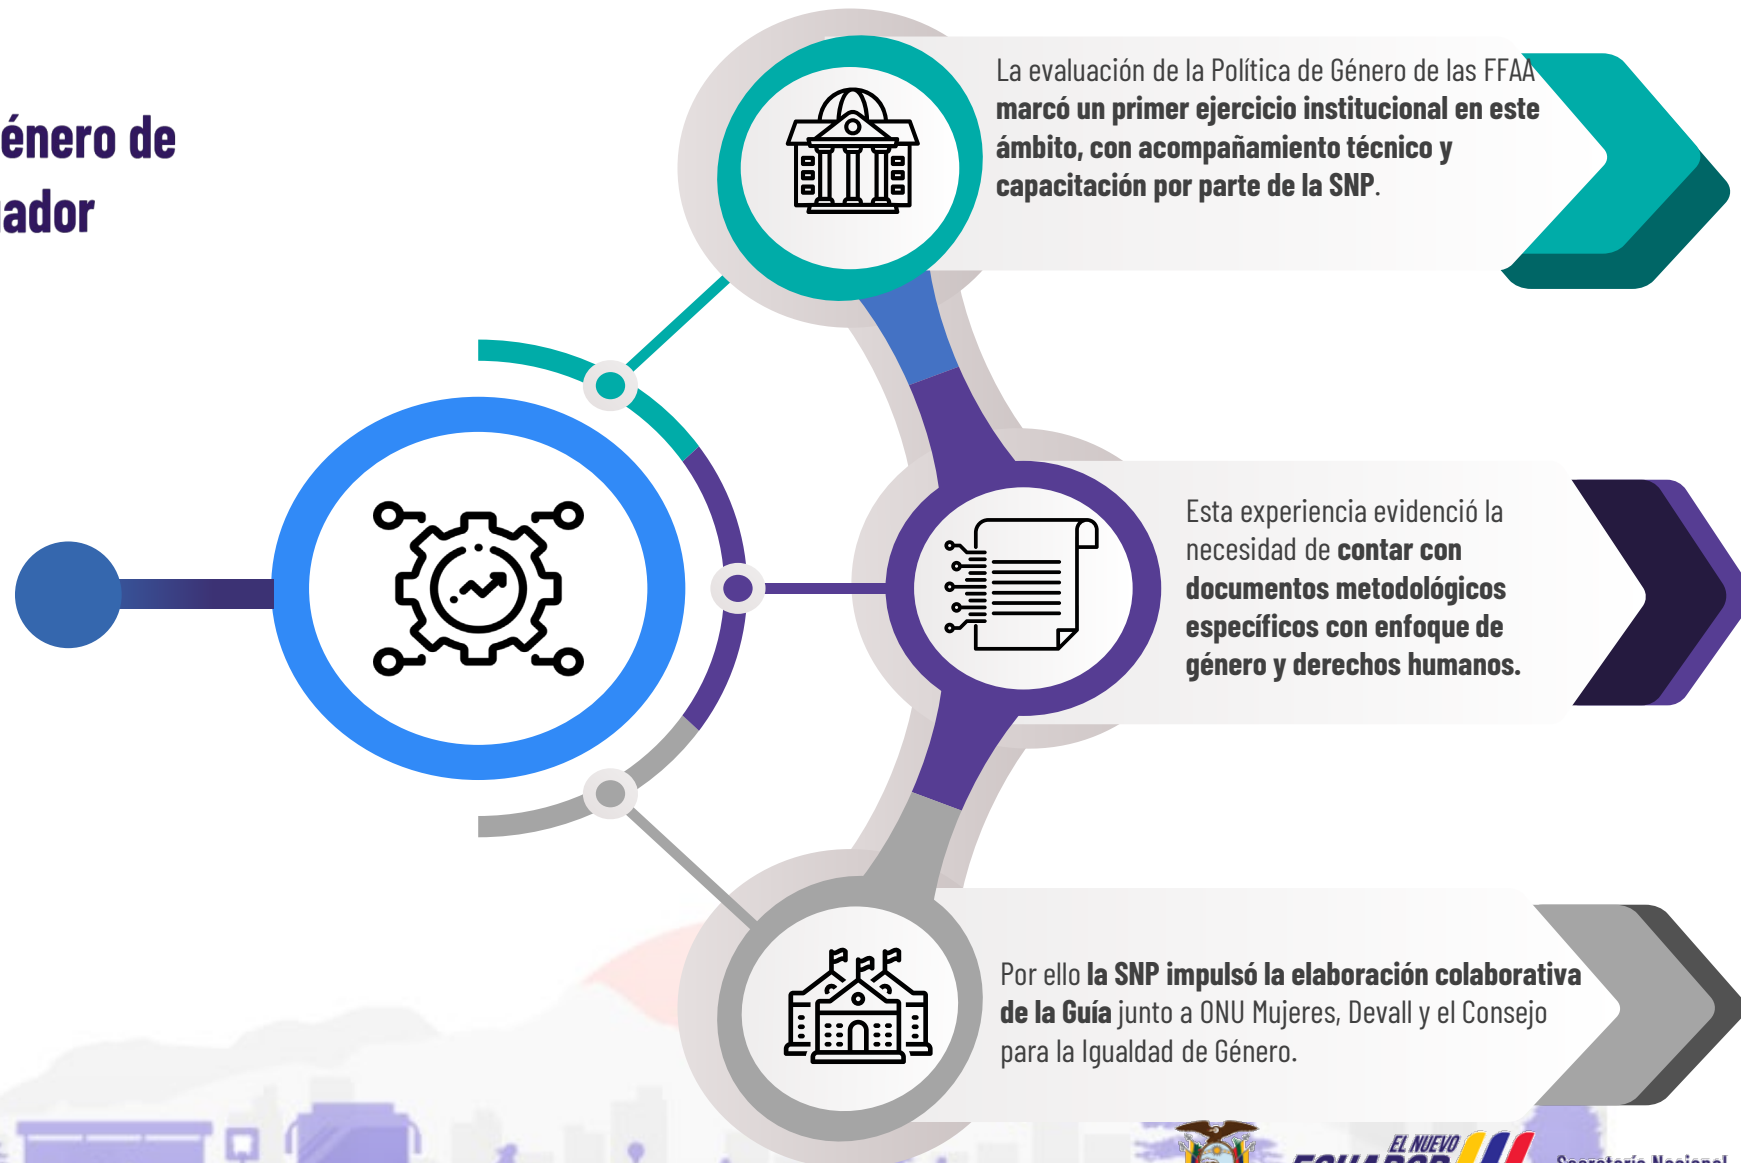 énero de
ador
La evaluación de la Política de Género de las FFAA
marcó un primer ejercicio institucional en este
ámbito, con acompañamiento técnico y
capacitación por parte de la SNP.
Esta experiencia evidenció la
necesidad de contar con
documentos metodológicos
específicos con enfoque de
género y derechos humanos.
Por ello la SNP impulsó la elaboración colaborativa
de la Guía junto a ONU Mujeres, Devall y el Consejo
para la Igualdad de Género.
EL NUEVO
ECUADOR
Secretaría Nacional